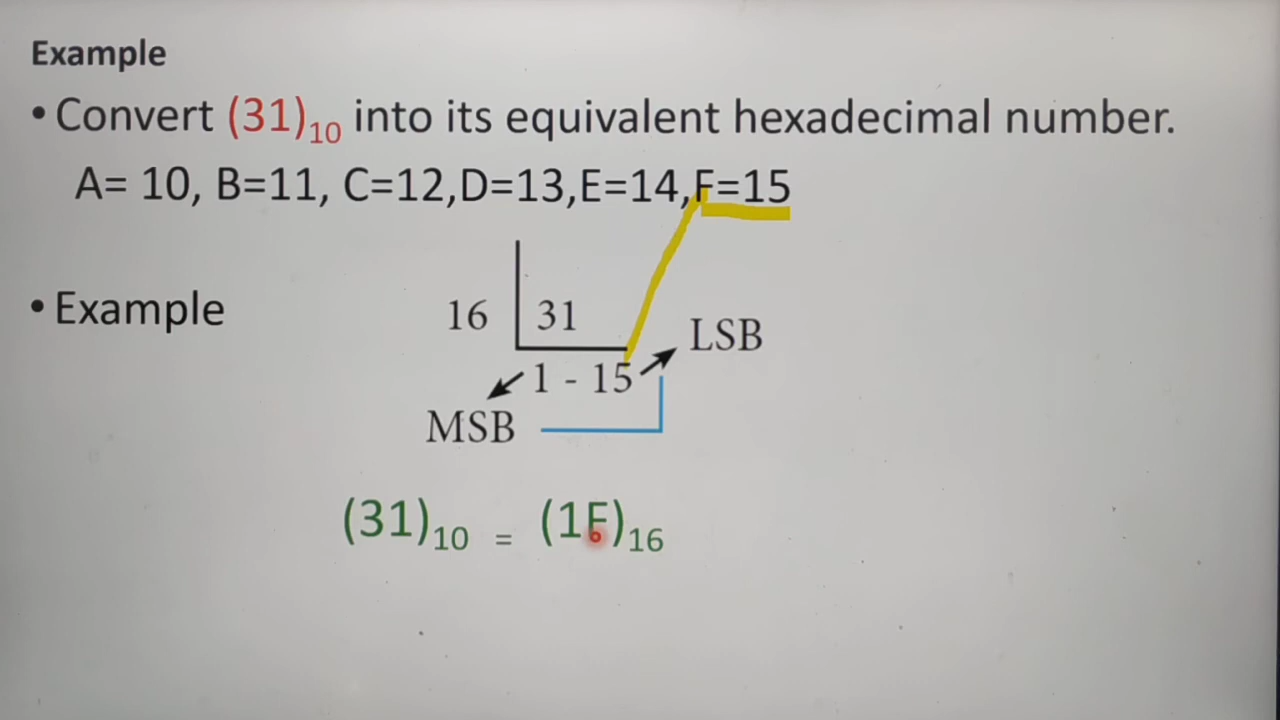 Example
• Convert (31)10 into its equivalent hexadecimal number.
A= 10, B=11, C=12,D=13,E=14,F=15
• Example
16 31
LSB
1 - 15
MSB
(31)10 = (1F)16